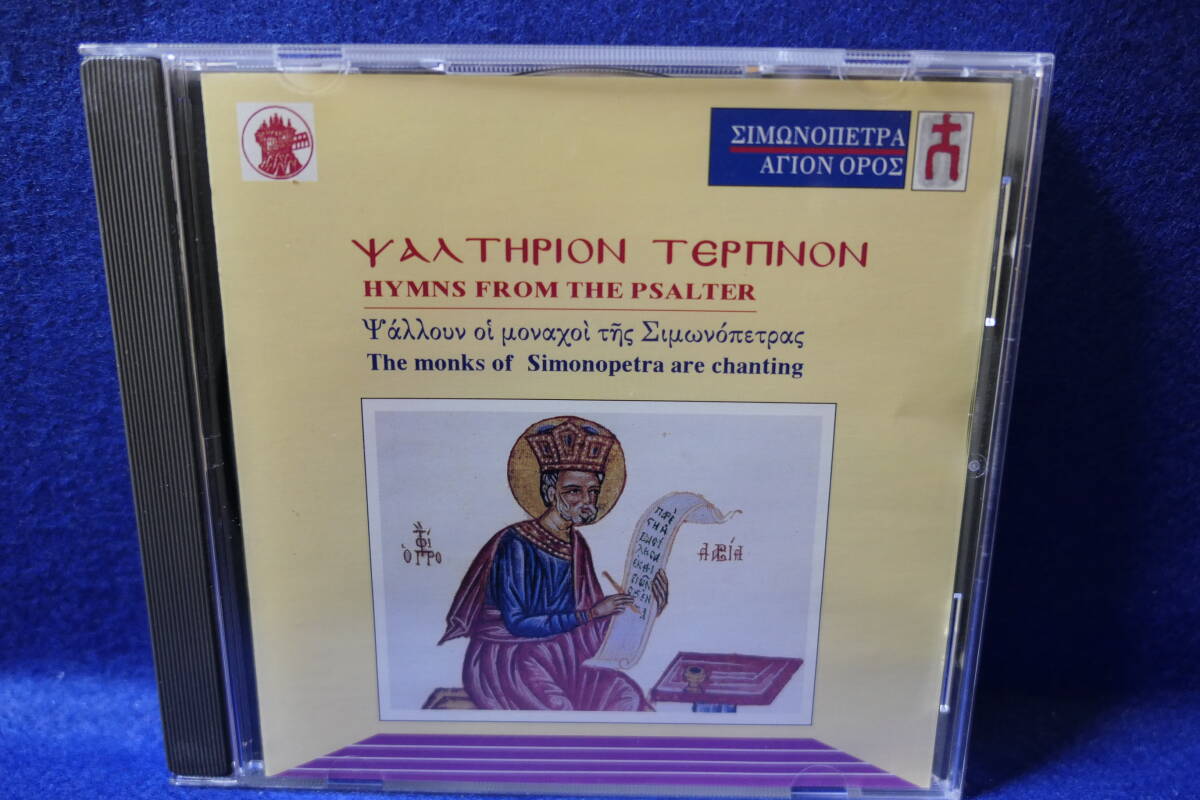 ΣΙΜΩΝΟΠΕΤΡΑ
ΑΓΙΟΝ ΟΡΟΣ
ΨΑΛΤΗΡΙΟΝ ΤΕΡΠΝΟΝ
HYMNS FROM THE PSALTER
Ψάλλουν οἱ μοναχοὶ τῆς Σιμωνόπετρας
The monks of Simonopetra are chanting